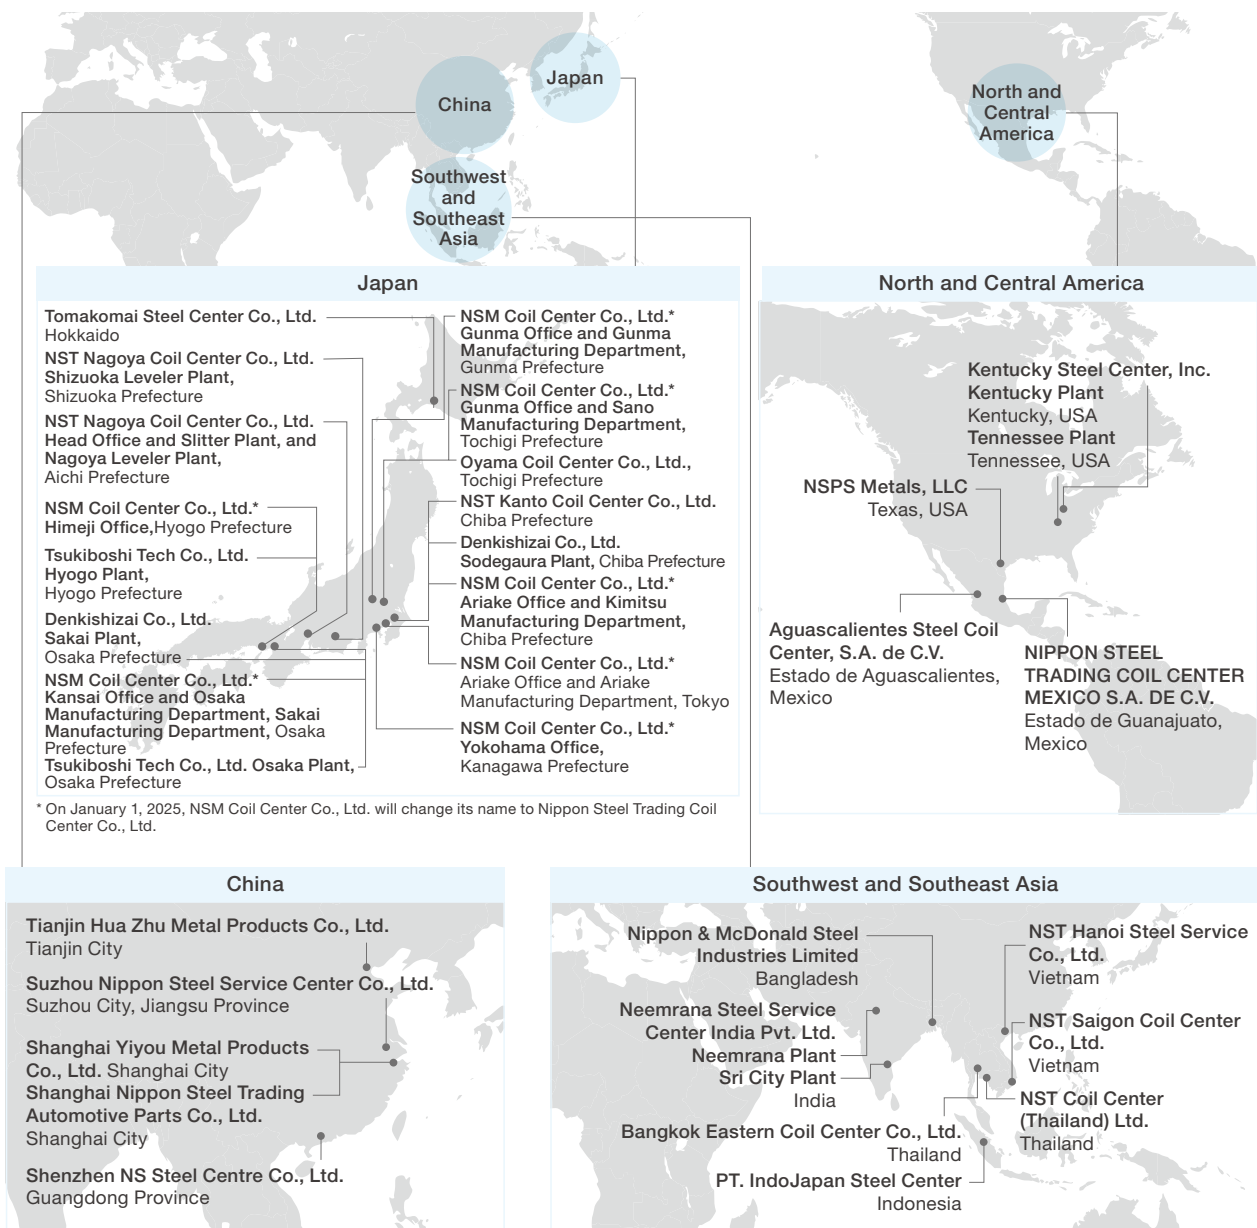 China
Japan
Southwest
and
Southeast
Asia
North and
Central
America
Japan
Tomakomai Steel Center Co., Ltd.
Hokkaido
NST Nagoya Coil Center Co., Ltd.
Shizuoka Leveler Plant,
Shizuoka Prefecture
NST Nagoya Coil Center Co., Ltd.
Head Office and Slitter Plant, and
Nagoya Leveler Plant,
Aichi Prefecture
NSM Coil Center Co., Ltd.*
Himeji Office,Hyogo Prefecture
Tsukiboshi Tech Co., Ltd.
Hyogo Plant,
Hyogo Prefecture
Denkishizai Co., Ltd.
Sakai Plant,
Osaka Prefecture
NSM Coil Center Co., Ltd.*
Kansai Office and Osaka
Manufacturing Department, Sakai
Manufacturing Department, Osaka
Prefecture
Tsukiboshi Tech Co., Ltd. Osaka Plant,
Osaka Prefecture
NSM Coil Center Co., Ltd.*
Gunma Office and Gunma
Manufacturing Department,
Gunma Prefecture
NSM Coil Center Co., Ltd.*
Gunma Office and Sano
Manufacturing Department,
Tochigi Prefecture
Oyama Coil Center Co., Ltd.,
Tochigi Prefecture
NST Kanto Coil Center Co., Ltd.
Chiba Prefecture
Denkishizai Co., Ltd.
Sodegaura Plant, Chiba Prefecture
NSM Coil Center Co., Ltd.*
Ariake Office and Kimitsu
Manufacturing Department,
Chiba Prefecture
NSM Coil Center Co., Ltd.*
Ariake Office and Ariake
Manufacturing Department, Tokyo
NSM Coil Center Co., Ltd.*
Yokohama Office,
Kanagawa Prefecture
* On January 1, 2025, NSM Coil Center Co., Ltd. will change its name to Nippon Steel Trading Coil
Center Co., Ltd.
North and Central America
Kentucky Steel Center, Inc.
Kentucky Plant
Kentucky, USA
Tennessee Plant
Tennessee, USA
NSPS Metals, LLC
Texas, USA
Aguascalientes Steel Coil
Center, S.A. de C.V.
Estado de Aguascalientes,
Mexico
NIPPON STEEL
TRADING COIL CENTER
MEXICO S.A. DE C.V.
Estado de Guanajuato,
Mexico
China
Tianjin Hua Zhu Metal Products Co., Ltd.
Tianjin City
Suzhou Nippon Steel Service Center Co., Ltd.
Suzhou City, Jiangsu Province
Shanghai Yiyou Metal Products
Co., Ltd. Shanghai City
Shanghai Nippon Steel Trading
Automotive Parts Co., Ltd.
Shanghai City
Shenzhen NS Steel Centre Co., Ltd.
Guangdong Province
Southwest and Southeast Asia
Nippon & McDonald Steel
Industries Limited
Bangladesh
Neemrana Steel Service
Center India Pvt. Ltd.
Neemrana Plant
Sri City Plant
India
Bangkok Eastern Coil Center Co., Ltd.
Thailand
PT. IndoJapan Steel Center
Indonesia
NST Hanoi Steel Service
Co., Ltd.
Vietnam
NST Saigon Coil Center
Co., Ltd.
Vietnam
NST Coil Center
(Thailand) Ltd.
Thailand